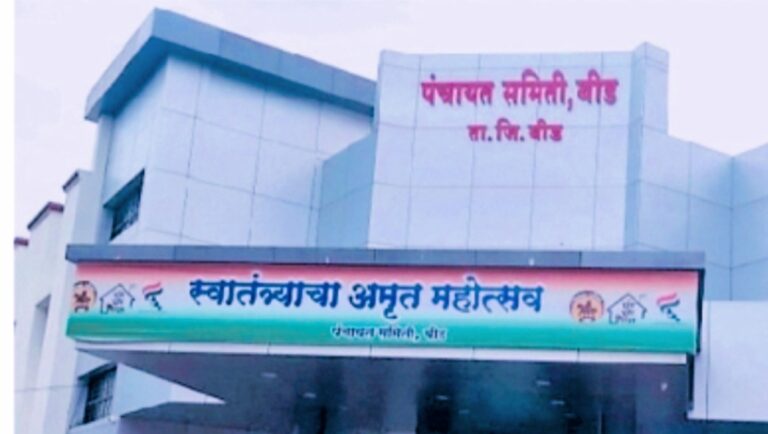 पंचायत समिती, बीड
ता. जि. बीड
स्वातंत्र्याचा अमृत महोत्सव
पंचायत समिती, बीड